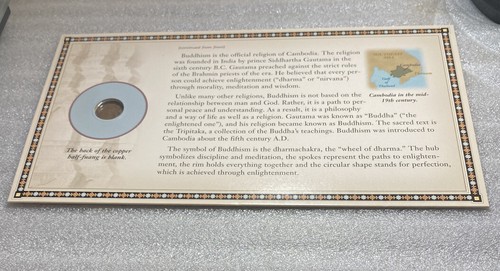 (continued from front)
Buddhism is the official religion of Cambodia. The religion
was founded in India by prince Siddhartha Gautama in the
sixth century B.C. Gautama preached against the strict rules
of the Brahmin priests of the era. He believed that every per-
son could achieve enlightenment ("dharma" or "nirvana")
through morality, meditation and wisdom.
Unlike many other religions, Buddhism is not based on the
relationship between man and God. Rather, it is a path to per-
sonal peace and understanding. As a result, it is a philosophy
and a way of life as well as a religion. Gautama was known as "Buddha" ("the
enlightened one"), and his religion became known as Buddhism. The sacred text is
the Tripitaka, a collection of the Buddha's teachings. Buddhism was introduced to
Cambodia about the fifth century A.D.
The symbol of Buddhism is the dharmachakra, the "wheel of dharma." The hub
symbolizes discipline and meditation, the spokes represent the paths to enlighten-
ment, the rim holds everything together and the circular shape stands for perfection,
which is achieved through enlightenment.
Cambodia in the mid-
19th century.
The back of the copper
half-fuang is blank.